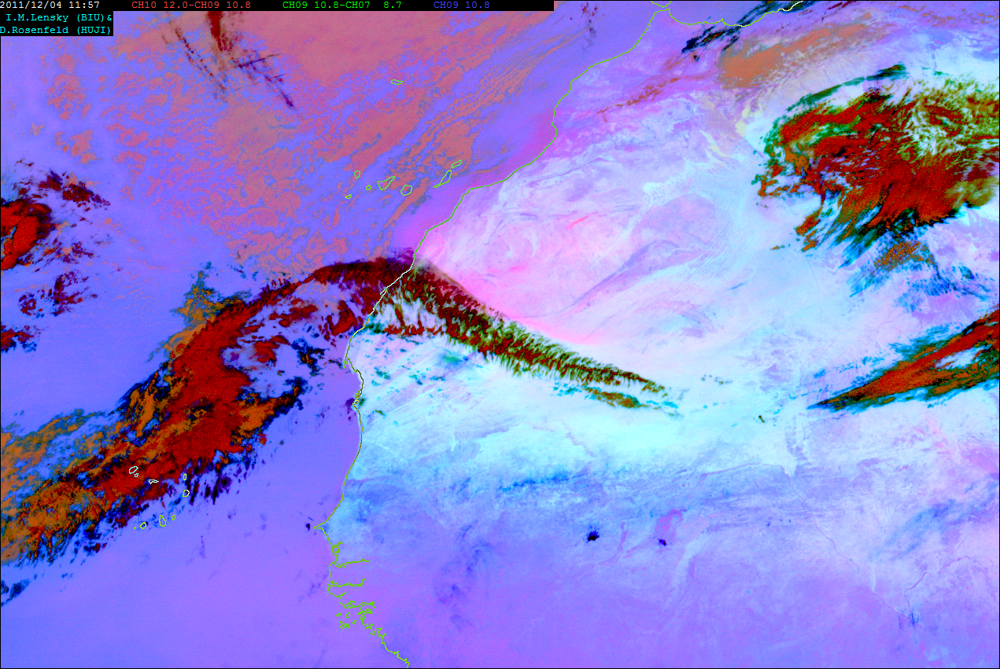 2011/12/04 11:57 CH10 12.0-CH09 10.8 CH09 10.8-CH07 8.7 CH09 10.8
I.M.Lensky (BIU)&
D.Rosenfeld (HUJI)